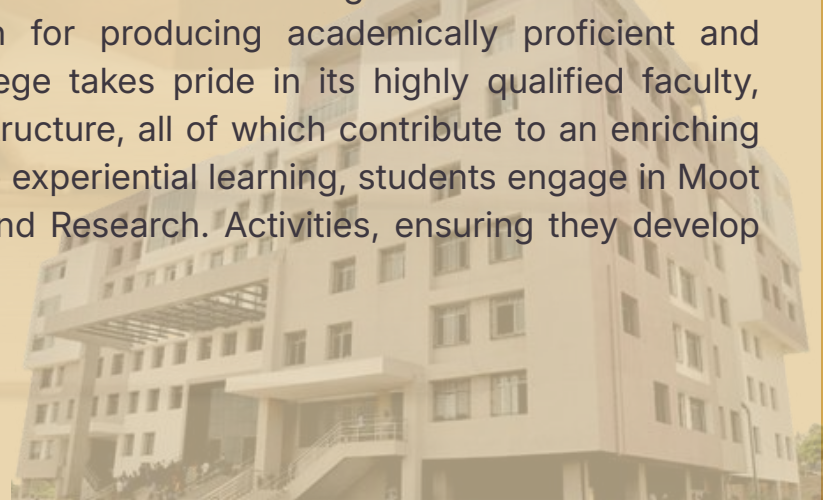 for producing academically proficient and
ege takes pride in its highly qualified faculty,
ructure, all of which contribute to an enriching
experiential learning, students engage in Moot
nd Research. Activities, ensuring they develop